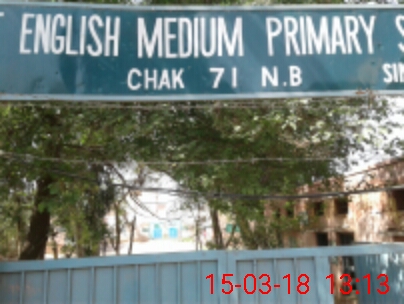 ENGLISH MEDIUM PRIMARY
CHAK 71 N.B
15-03-18 13:13